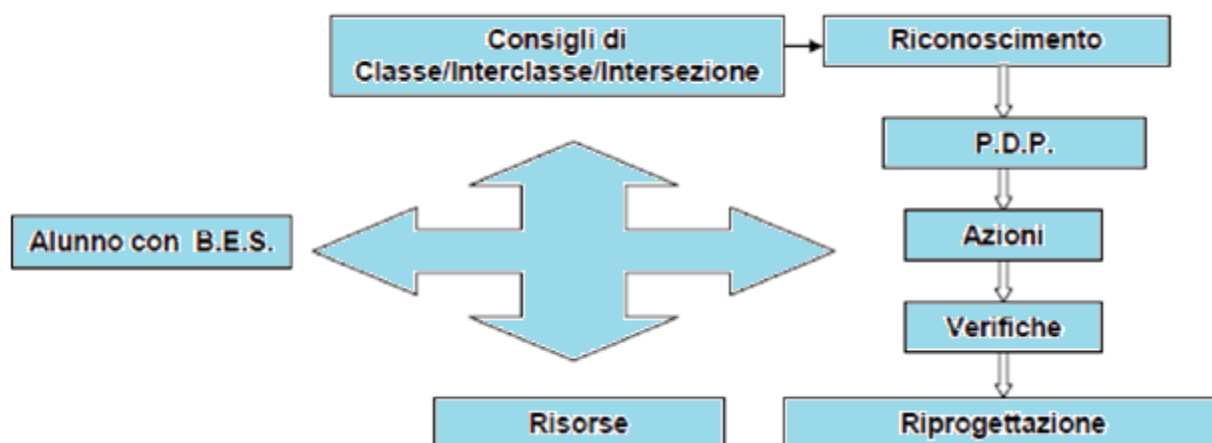 Consigli di
Classe/Interclasse/Intersezione
Riconoscimento
P.D.P.
Alunno con B.E.S.
Azioni
Verifiche
Risorse
Riprogettazione